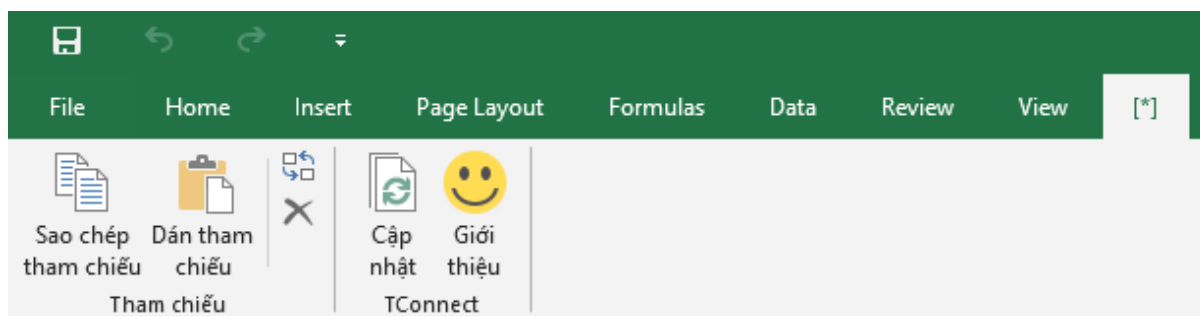 File Home Insert Page Layout Formulas Data Review View [*]
Sao chép tham chiếu
Dán tham chiếu
Cập nhật
Giới thiệu
Tham chiếu
TConnect